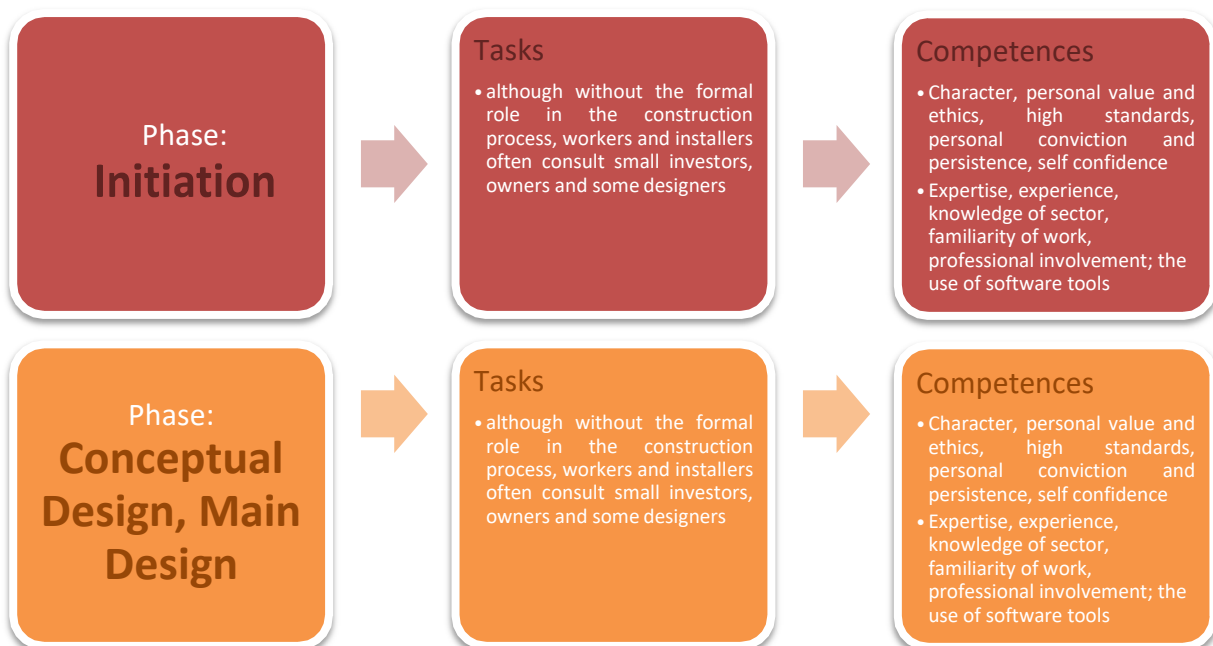 Phase:
Initiation
Tasks
• although without the formal
role in the construction
process, workers and installers
often consult small investors,
owners and some designers
Competences
• Character, personal value and
ethics, high standards,
personal conviction and
persistence, self confidence
• Expertise, experience,
knowledge of sector,
familiarity of work,
professional involvement; the
use of software tools
Phase:
Conceptual
Design, Main
Design
Tasks
• although without the formal
role in the construction
process, workers and installers
often consult small investors,
owners and some designers
Competences
• Character, personal value and
ethics, high standards,
personal conviction and
persistence, self confidence
• Expertise, experience,
knowledge of sector,
familiarity of work,
professional involvement; the
use of software tools